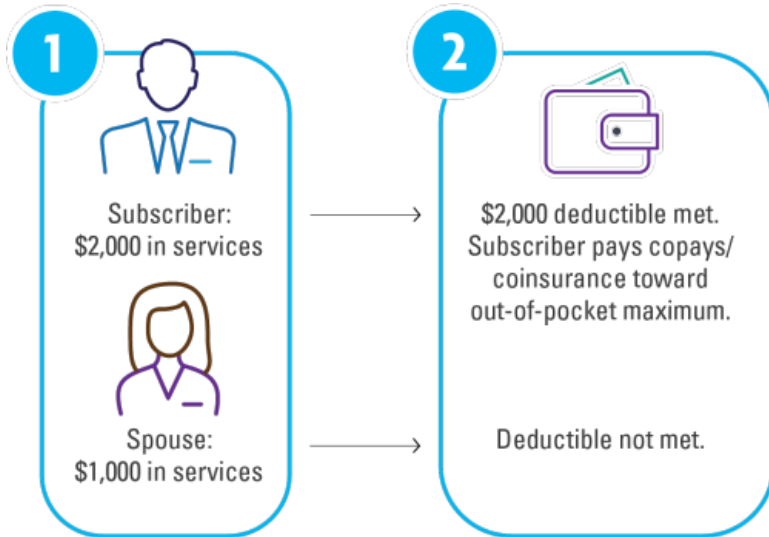 1
Subscriber:
$2,000 in services
Spouse:
$1,000 in services
2
$2,000 deductible met.
Subscriber pays copays/
coinsurance toward
out-of-pocket maximum.
Deductible not met.